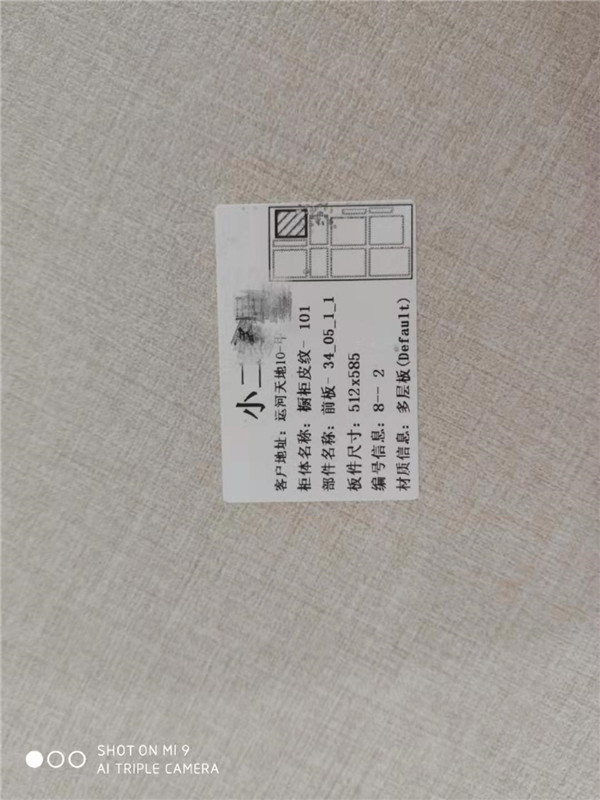 小二
客户地址：运河天地10-
柜体名称：橱柜皮纹- 101
部件名称：前板- 34_05_1_1
板件尺寸：512x585
编号信息：8-- 2
材质信息：多层板(Default)
SHOT ON MI 9
AI TRIPLE CAMERA